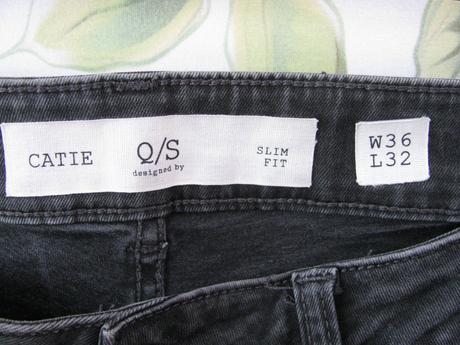 CATIE
Q/S
designed by
SLIM
FIT
W36
L32